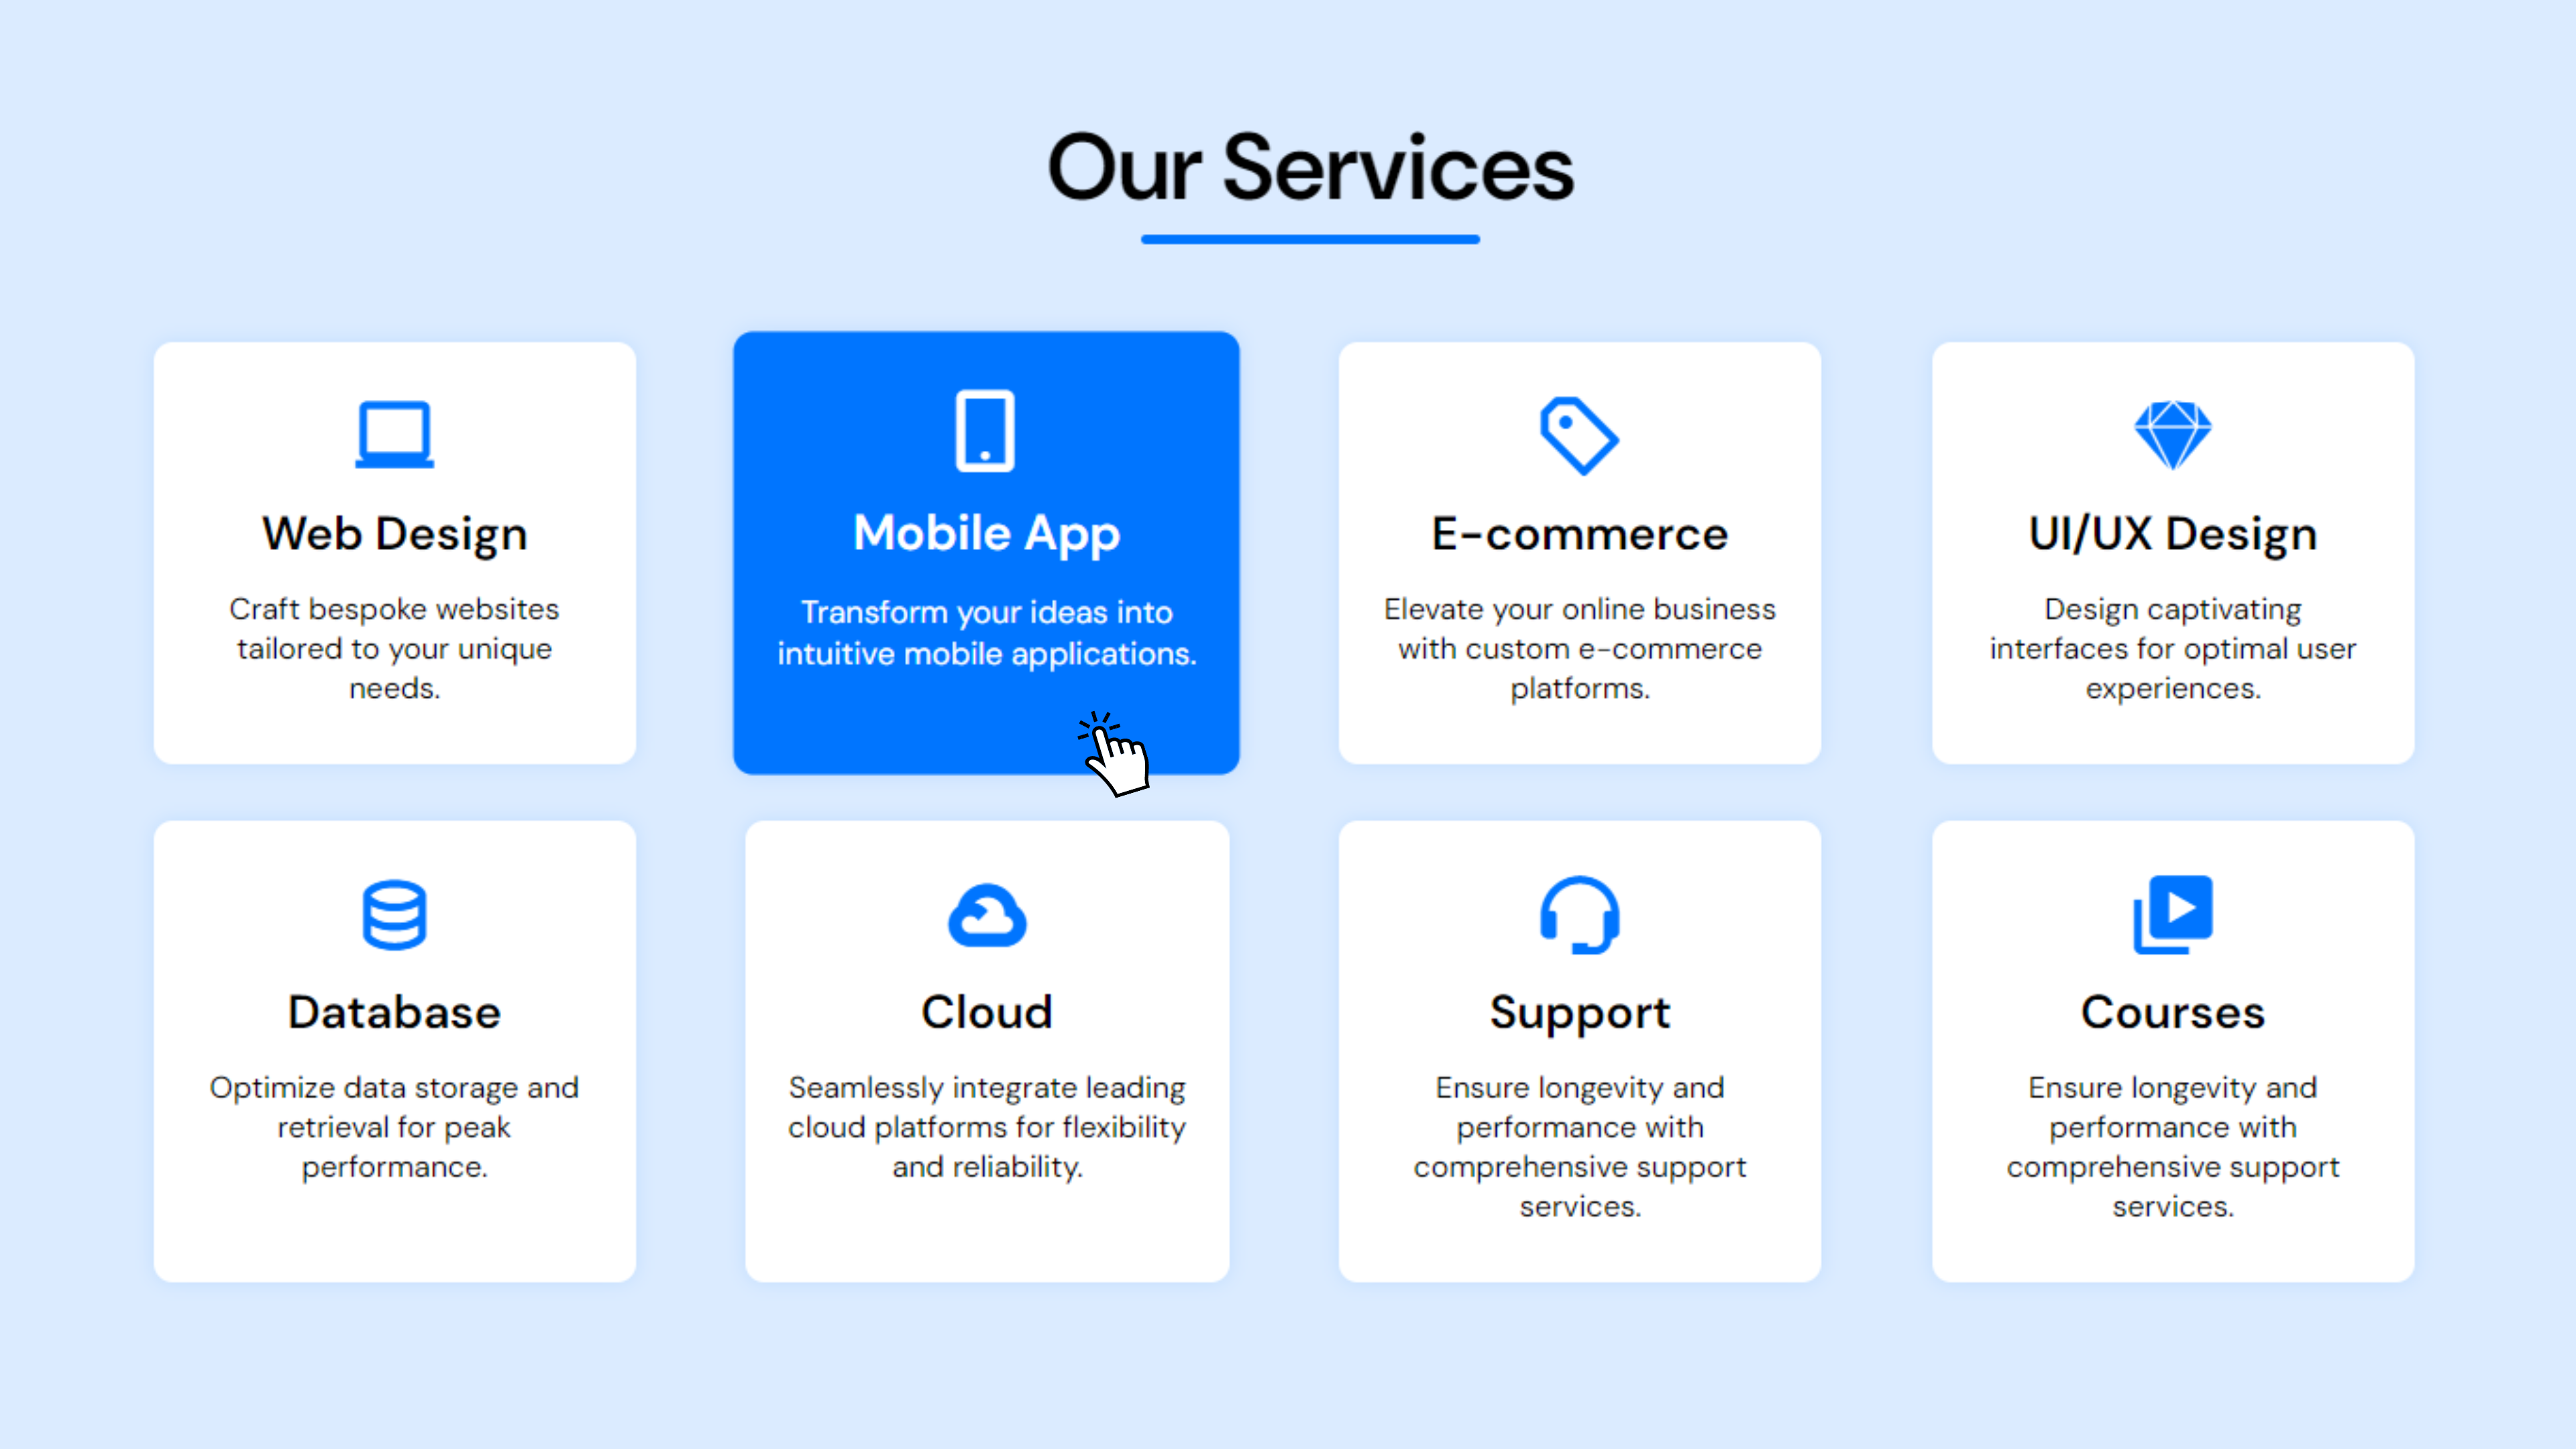 Our Services
Web Design
Craft bespoke websites
tailored to your unique
needs.
Mobile App
Transform your ideas into
intuitive mobile applications.
E-commerce
Elevate your online business
with custom e-commerce
platforms.
UI/UX Design
Design captivating
interfaces for optimal user
experiences.
Database
Optimize data storage and
retrieval for peak
performance.
Cloud
Seamlessly integrate leading
cloud platforms for flexibility
and reliability.
Support
Ensure longevity and
performance with
comprehensive support
services.
Courses
Ensure longevity and
performance with
comprehensive support
services.